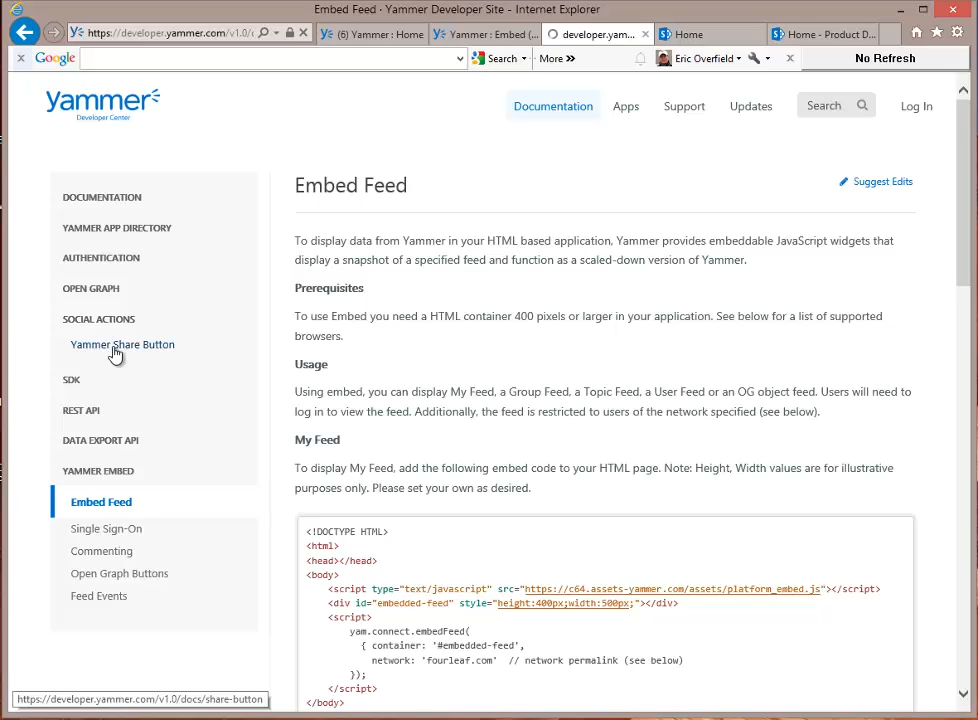 Embed Feed · Yammer Developer Site - Internet Explorer
https://developer.yammer.com/v1.0/
(6) Yammer : Home
Yammer : Embed (...
developer.yam...
Home
Home - Product D...
Google
Search
More »
Eric Overfield
No Refresh
yammer
Developer Center
Documentation
Apps
Support
Updates
Search
Log In
DOCUMENTATION
YAMMER APP DIRECTORY
AUTHENTICATION
OPEN GRAPH
SOCIAL ACTIONS
Yammer Share Button
SDK
REST API
DATA EXPORT API
YAMMER EMBED
Embed Feed
Single Sign-On
Commenting
Open Graph Buttons
Feed Events
Embed Feed
Suggest Edits
To display data from Yammer in your HTML based application, Yammer provides embeddable JavaScript widgets that
display a snapshot of a specified feed and function as a scaled-down version of Yammer.
Prerequisites
To use Embed you need a HTML container 400 pixels or larger in your application. See below for a list of supported
browsers.
Usage
Using embed, you can display My Feed, a Group Feed, a Topic Feed, a User Feed or an OG object feed. Users will need to
log in to view the feed. Additionally, the feed is restricted to users of the network specified (see below).
My Feed
To display My Feed, add the following embed code to your HTML page. Note: Height, Width values are for illustrative
purposes only. Please set your own as desired.
<!DOCTYPE HTML>
<html>
<head></head>
<body>
<script type="text/javascript" src="https://c64.assets-yammer.com/assets/platform_embed.js"></script>
<div id="embedded-feed" style="height:400px;width:500px;"></div>
<script>
yam.connect.embedFeed(
{ container: '#embedded-feed',
network: 'fourleaf.com' // network permalink (see below)
});
</script>
</body>
https://developer.yammer.com/v1.0/docs/share-button